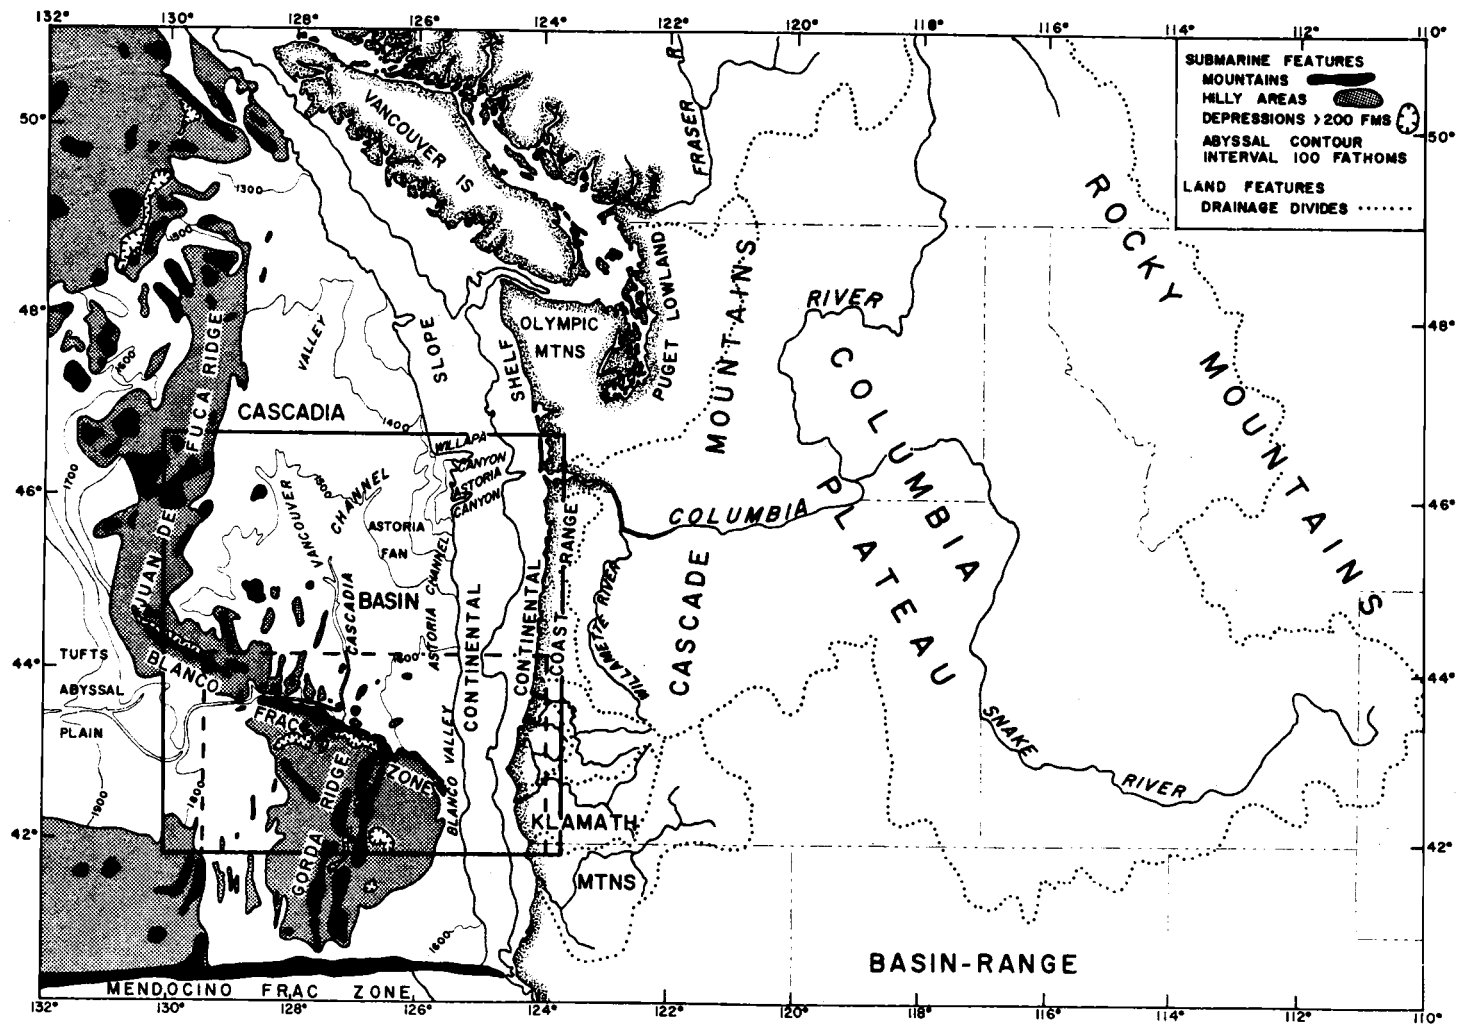 132° 130° 128° 126° 124° 122° 120° 118° 116° 114° 112° 110°
SUBMARINE FEATURES
MOUNTAINS
HILLY AREAS
DEPRESSIONS >200 FMS
ABYSSAL CONTOUR
INTERVAL 100 FATHOMS
LAND FEATURES
DRAINAGE DIVIDES
50°
50°
VANCOUVER IS
FRASER R
1300
1800
ROCKY MOUNTAINS
48°
48°
VALLEY
SLOPE
SHELF
OLYMPIC
MTNS
PUGET LOWLAND
MOUNTAINS
RIVER
COLUMBIA
PLATEAU
1600
CASCADIA
1400
WILLAPA
CANYON
ASTORIA
CANYON
1700
46°
46°
JUAN DE FUCA RIDGE
VANCOUVER
CHANNEL
ASTORIA
FAN
COLUMBIA
CASCADE
COAST RANGE
WILLAMETTE RIVER
BASIN
CASCADIA
ASTORIA CHANNEL
CONTINENTAL
CONTINENTAL
44°
44°
TUFTS
ABYSSAL
PLAIN
BLANCO
FRAC
ZONE
BLANCO VALLEY
SNAKE
RIVER
1900
1800
42°
42°
GORDA
RIDGE
KLAMATH
MTNS
1600
BASIN-RANGE
MENDOCINO FRAC ZONE
132° 130° 128° 126° 124° 122° 120° 118° 116° 114° 112° 110°